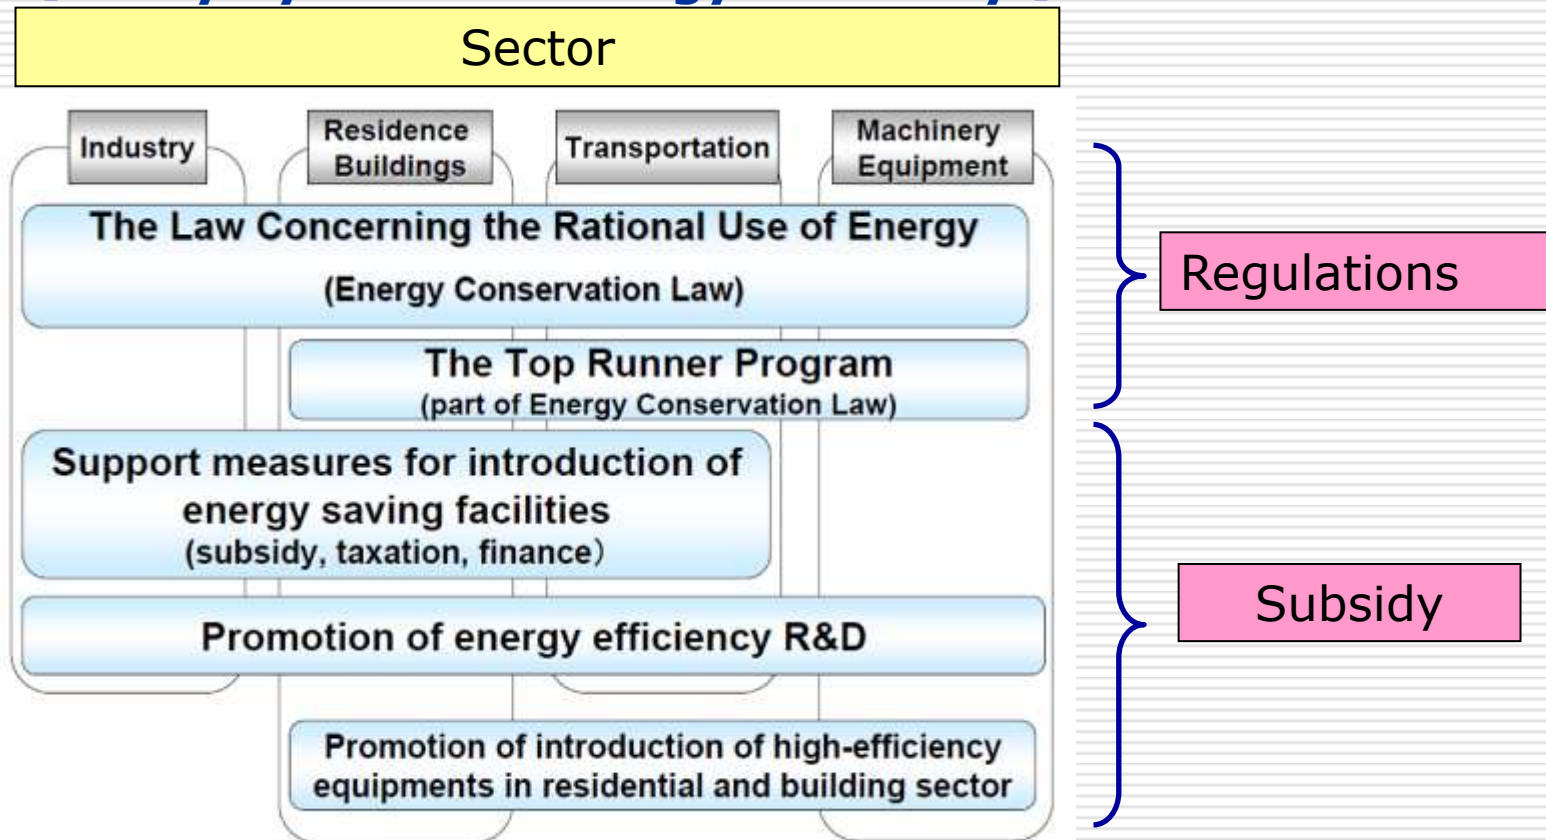 Sector
Industry
Residence
Buildings
Transportation
Machinery
Equipment
The Law Concerning the Rational Use of Energy
(Energy Conservation Law)
Regulations
The Top Runner Program
(part of Energy Conservation Law)
Support measures for introduction of
energy saving facilities
(subsidy, taxation, finance）
Subsidy
Promotion of energy efficiency R&D
Promotion of introduction of high-efficiency
equipments in residential and building sector